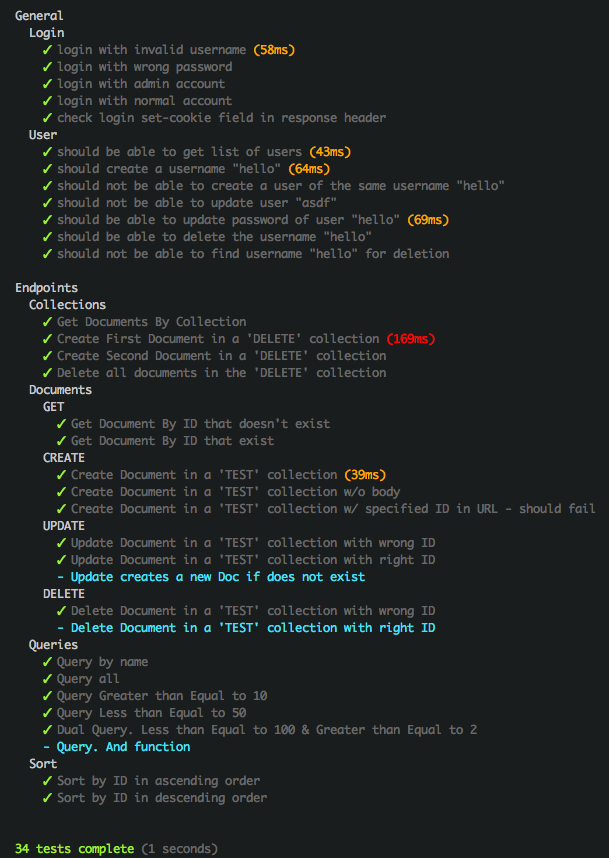 General
Login
✓ login with invalid username (58ms)
✓ login with wrong password
✓ login with admin account
✓ login with normal account
✓ check login set-cookie field in response header
User
✓ should be able to get list of users (43ms)
✓ should create a username "hello" (64ms)
✓ should not be able to create a user of the same username "hello"
✓ should not be able to update user "asdf"
✓ should be able to update password of user "hello" (69ms)
✓ should be able to delete the username "hello"
✓ should not be able to find username "hello" for deletion
Endpoints
Collections
✓ Get Documents By Collection
✓ Create First Document in a 'DELETE' collection (169ms)
✓ Create Second Document in a 'DELETE' collection
✓ Delete all documents in the 'DELETE' collection
Documents
GET
✓ Get Document By ID that doesn't exist
✓ Get Document By ID that exist
CREATE
✓ Create Document in a 'TEST' collection (39ms)
✓ Create Document in a 'TEST' collection w/o body
✓ Create Document in a 'TEST' collection w/ specified ID in URL - should fail
UPDATE
✓ Update Document in a 'TEST' collection with wrong ID
✓ Update Document in a 'TEST' collection with right ID
- Update creates a new Doc if does not exist
DELETE
✓ Delete Document in a 'TEST' collection with wrong ID
- Delete Document in a 'TEST' collection with right ID
Queries
✓ Query by name
✓ Query all
✓ Query Greater than Equal to 10
✓ Query Less than Equal to 50
✓ Dual Query. Less than Equal to 100 & Greater than Equal to 2
- Query. And function
Sort
✓ Sort by ID in ascending order
✓ Sort by ID in descending order
34 tests complete (1 seconds)